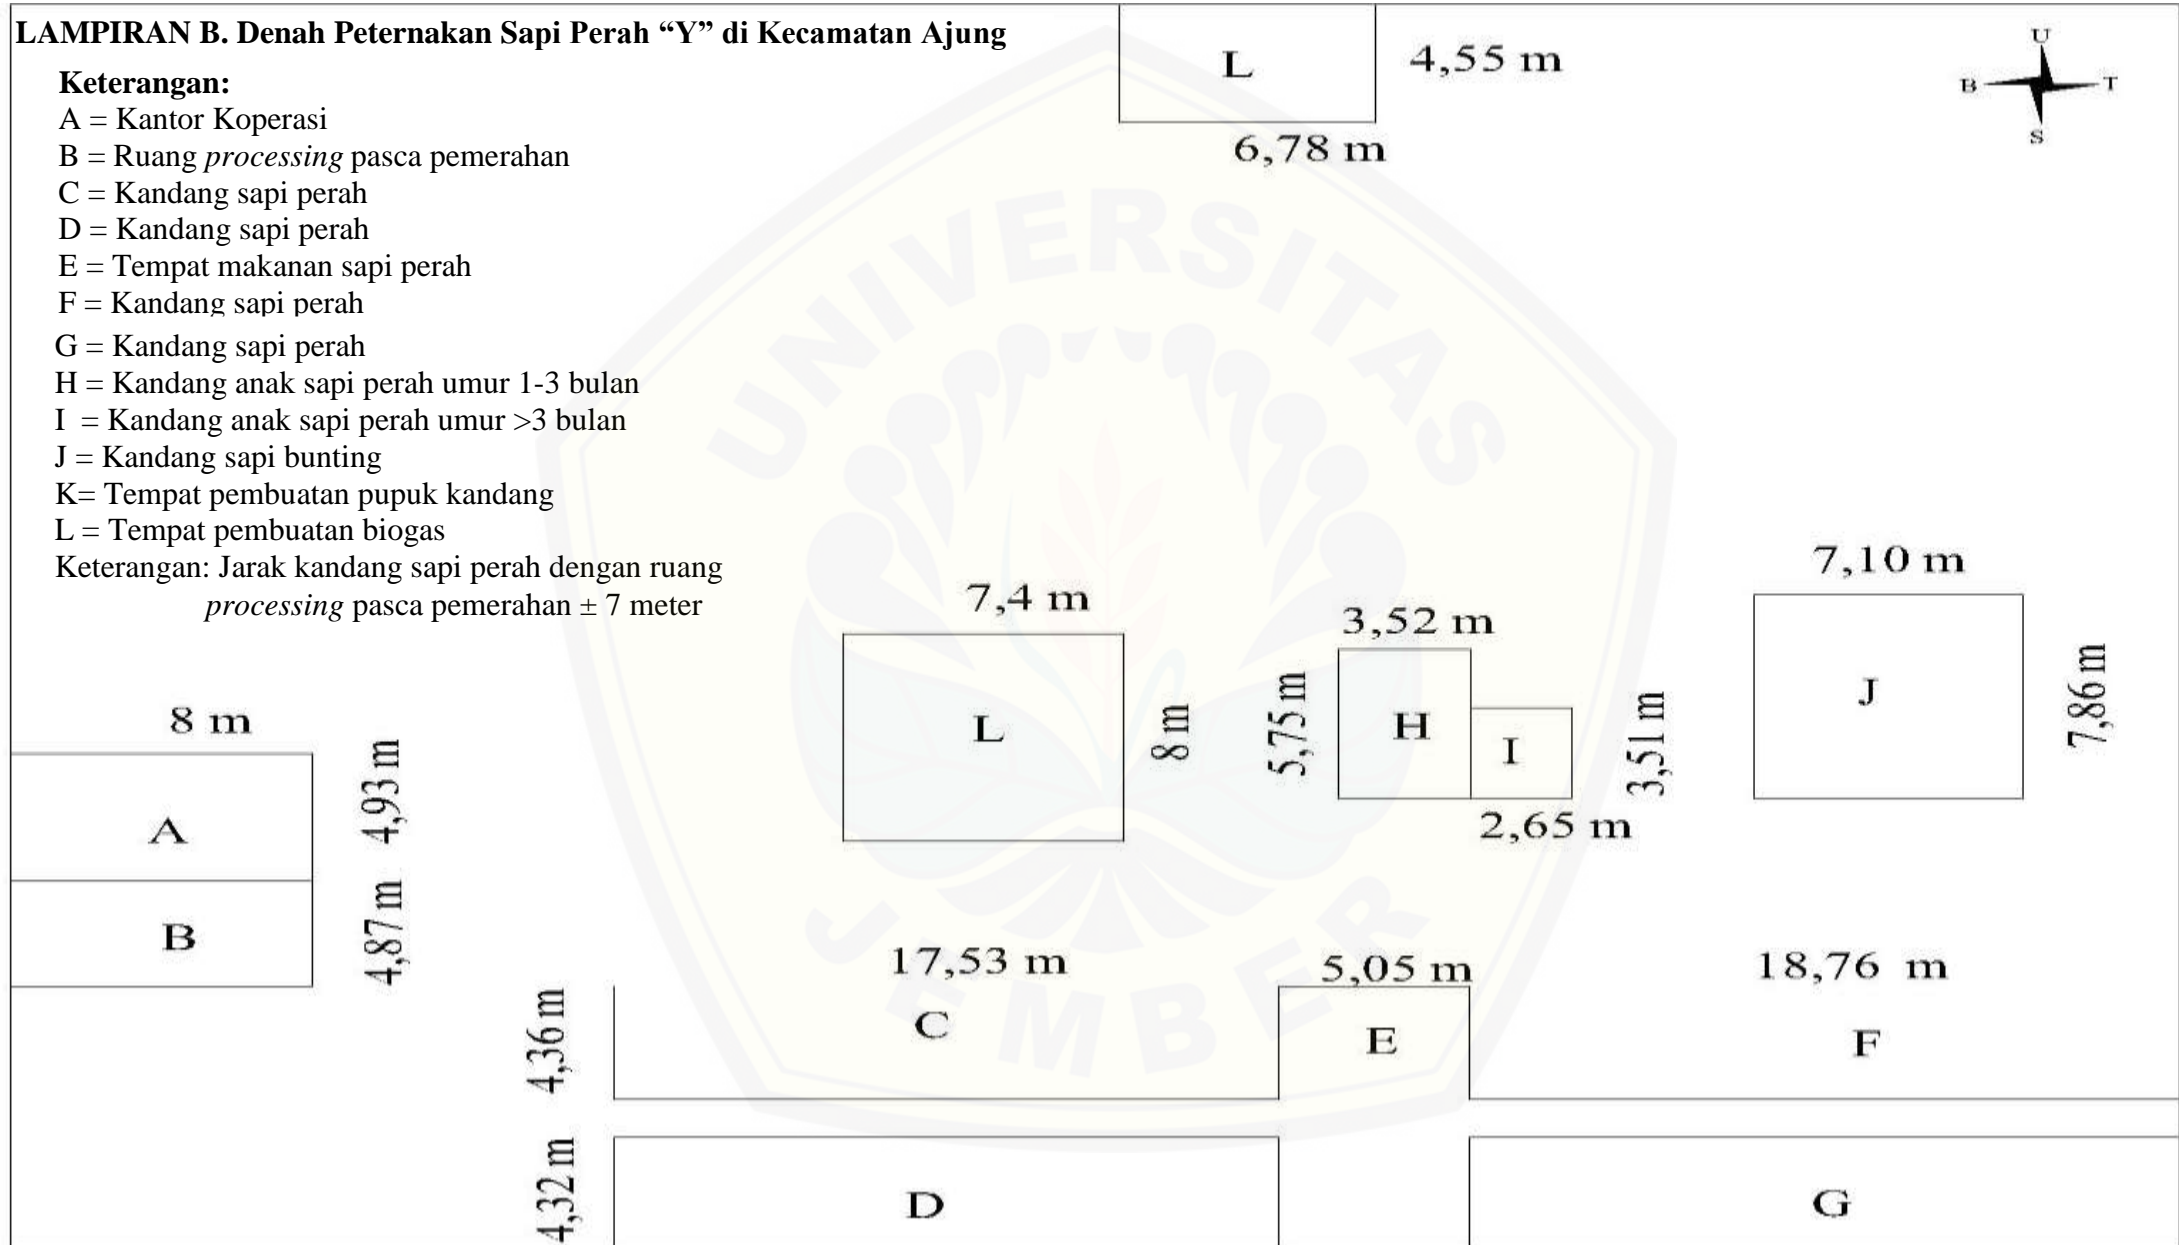 LAMPIRAN B. Denah Peternakan Sapi Perah “Y” di Kecamatan Ajung
Keterangan:
A = Kantor Koperasi
B = Ruang processing pasca pemerahan
C = Kandang sapi perah
D = Kandang sapi perah
E = Tempat makanan sapi perah
F = Kandang sapi perah
G = Kandang sapi perah
H = Kandang anak sapi perah umur 1-3 bulan
I = Kandang anak sapi perah umur >3 bulan
J = Kandang sapi bunting
K= Tempat pembuatan pupuk kandang
L = Tempat pembuatan biogas
Keterangan: Jarak kandang sapi perah dengan ruang
processing pasca pemerahan ± 7 meter
L
4,55 m
6,78 m
U
B
T
S
UNIVERSITAS
JEMBER
7,4 m
L
8 m
3,52 m
5,75 m
H
I
3,51 m
2,65 m
7,10 m
J
7,86 m
8 m
A
4,93 m
B
4,87 m
17,53 m
4,36 m
C
5,05 m
E
18,76 m
F
4,32 m
D
G